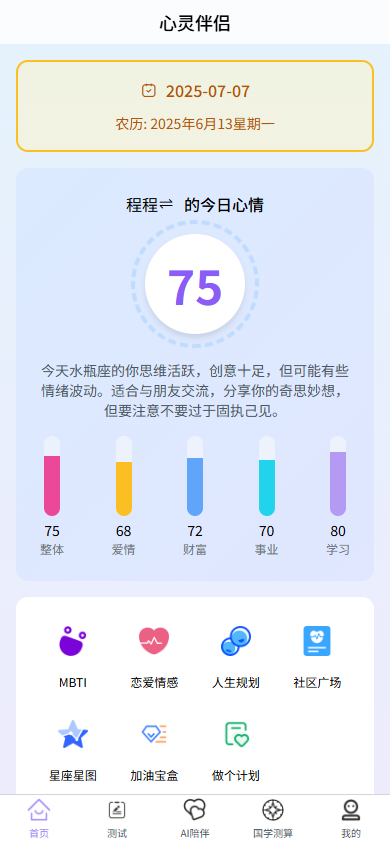 心灵伴侣
2025-07-07
农历: 2025年6月13星期一
程程⇌ 的今日心情
75
今天水瓶座的你思维活跃，创意十足，但可能有些
情绪波动。适合与朋友交流，分享你的奇思妙想，
但要注意不要过于固执己见。
75 68 72 70 80
整体 爱情 财富 事业 学习
MBTI 恋爱情感 人生规划 社区广场
星座星图 加油宝盒 做个计划
首页 测试 AI陪伴 国学测算 我的